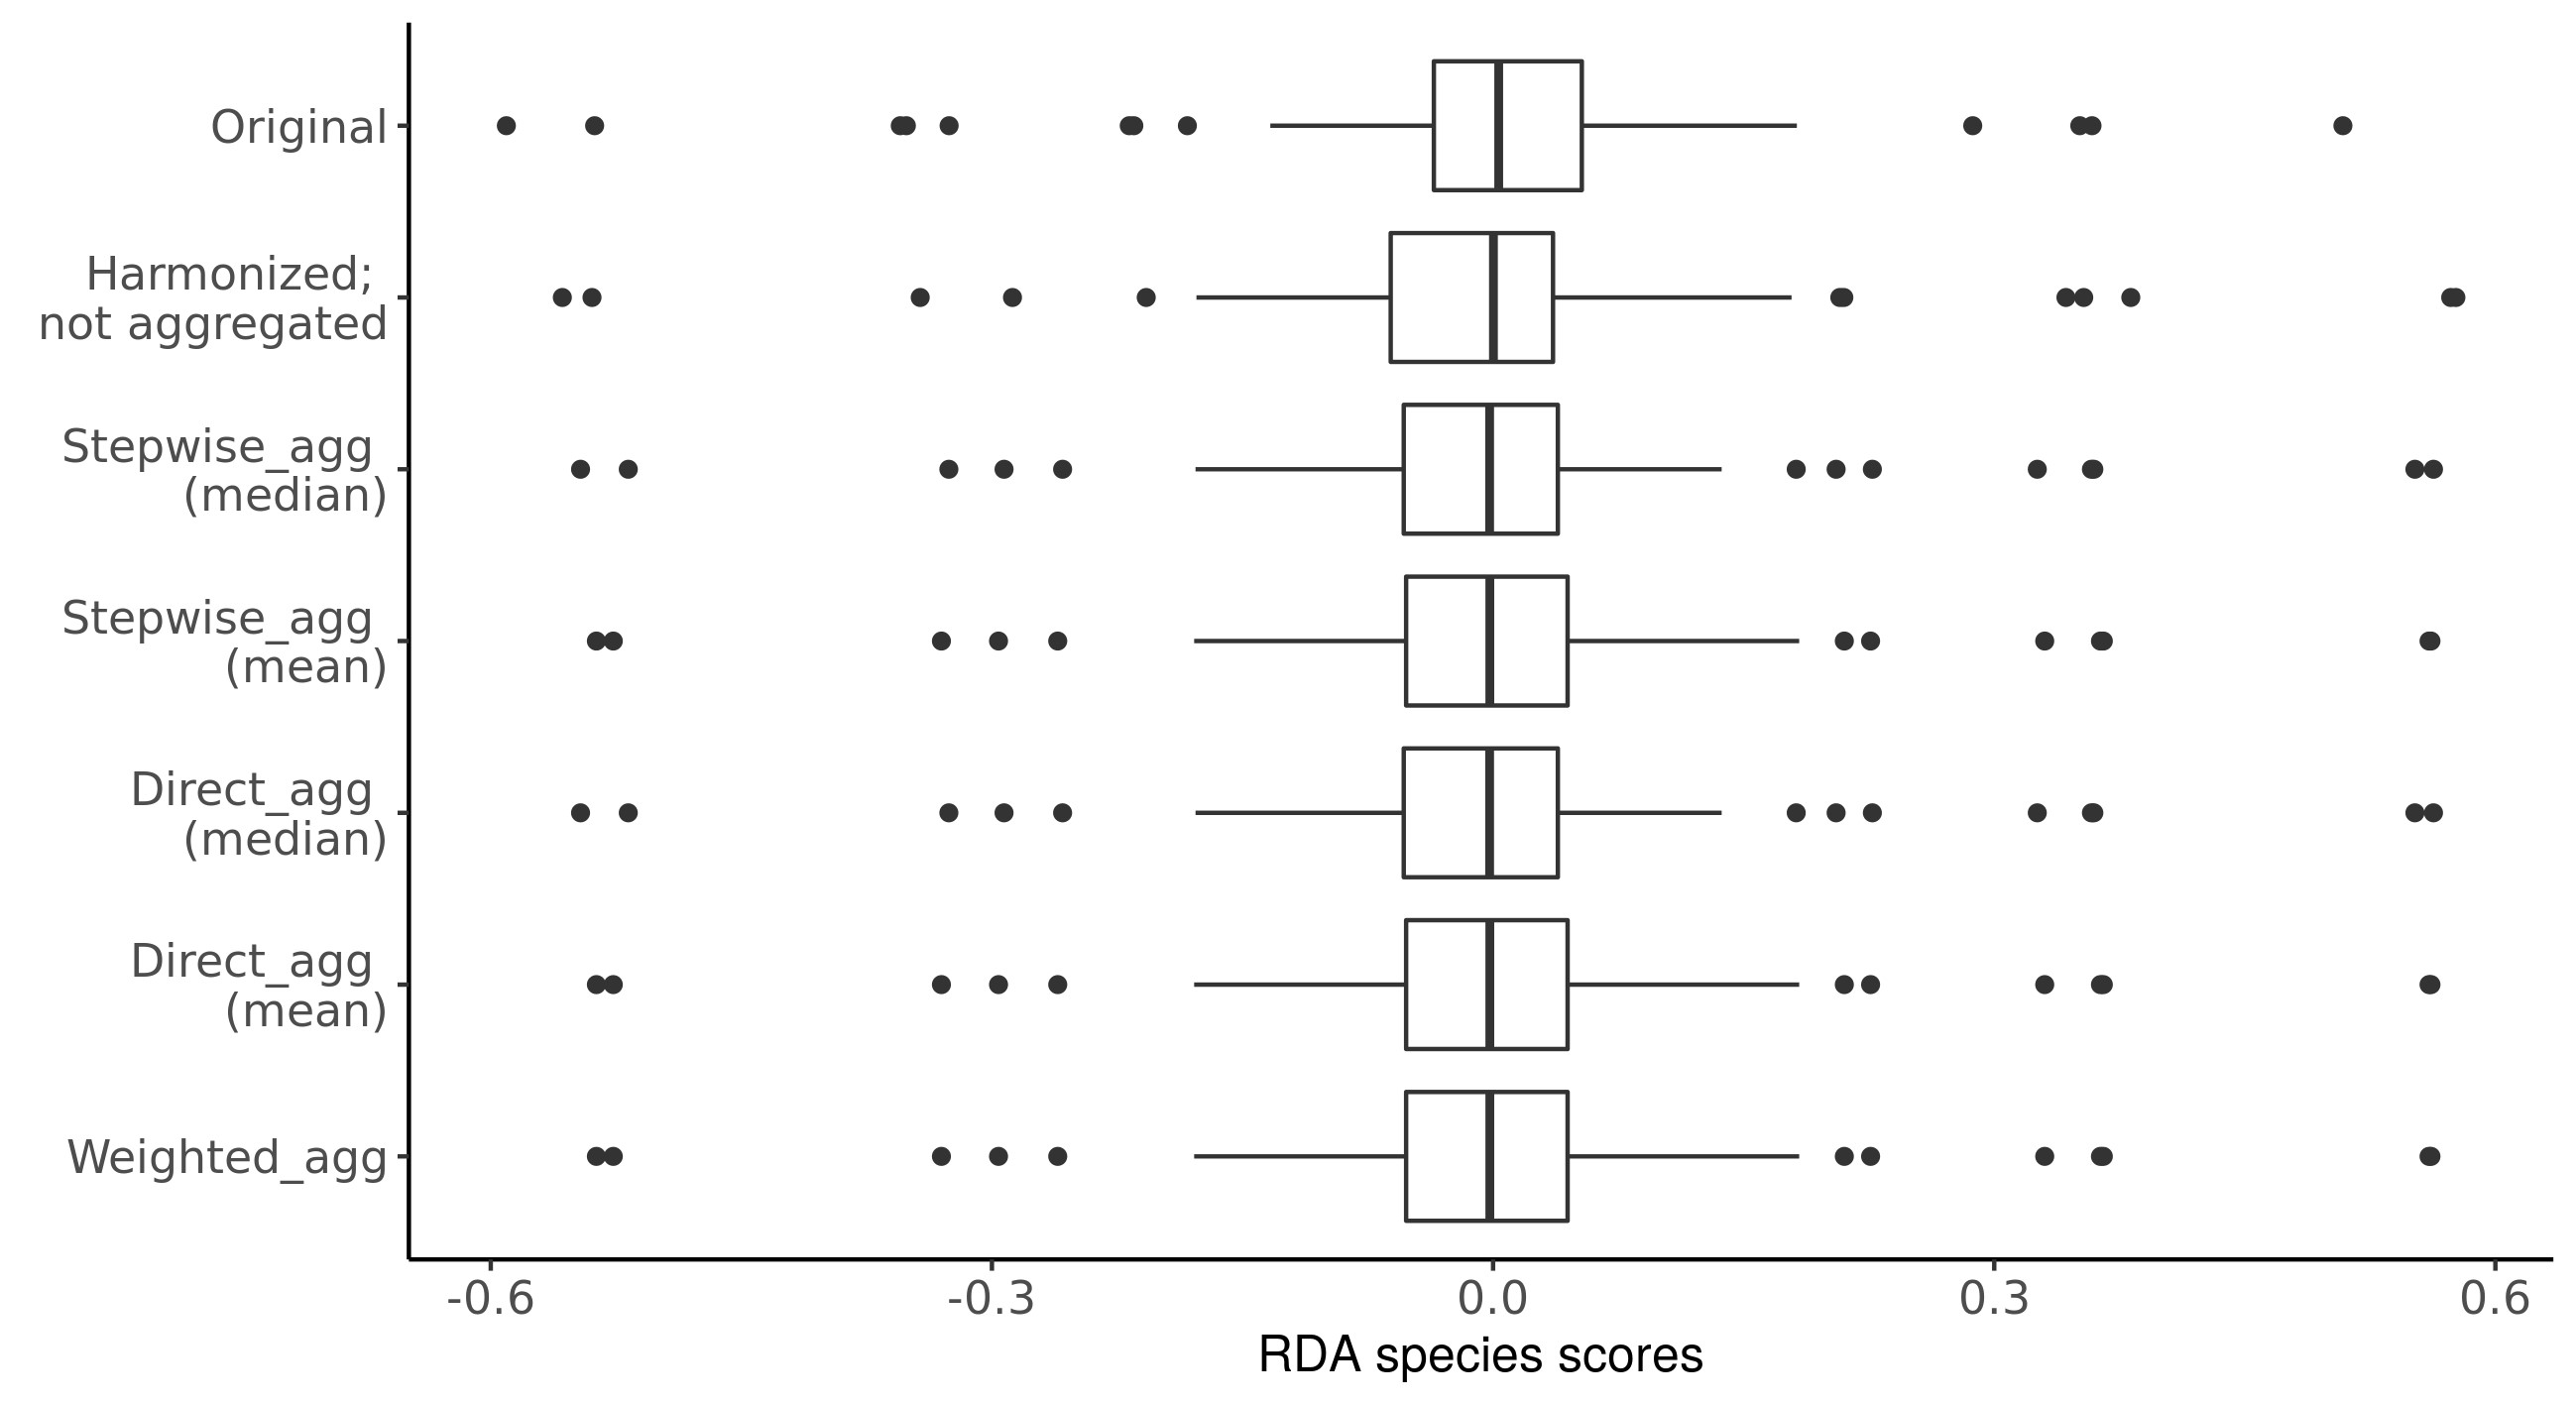 Original
Harmonized;
not aggregated
Stepwise_agg
(median)
Stepwise_agg
(mean)
Direct_agg
(median)
Direct_agg
(mean)
Weighted_agg
-0.6 -0.3 0.0 0.3 0.6
RDA species scores